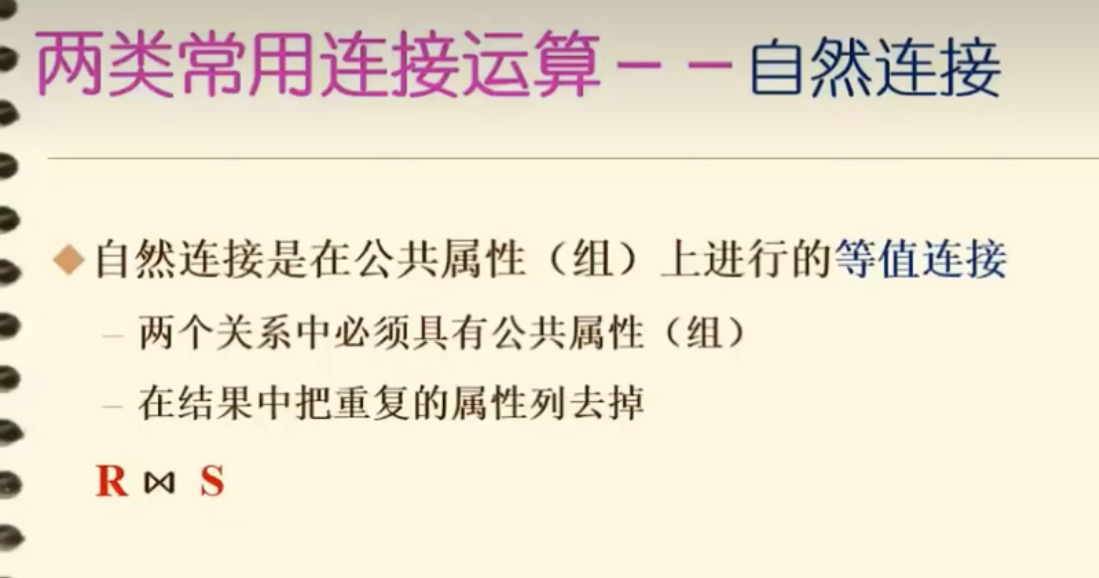 两类常用连接运算－－自然连接
自然连接是在公共属性（组）上进行的等值连接
– 两个关系中必须具有公共属性（组）
– 在结果中把重复的属性列去掉
R ⋈ S